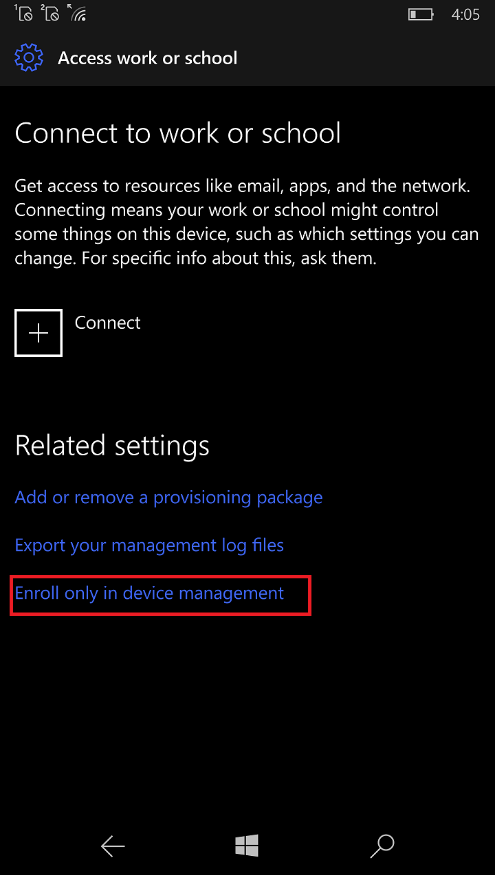 1 2 4:05
Access work or school
Connect to work or school
Get access to resources like email, apps, and the network.
Connecting means your work or school might control
some things on this device, such as which settings you can
change. For specific info about this, ask them.
Connect
Related settings
Add or remove a provisioning package
Export your management log files
Enroll only in device management